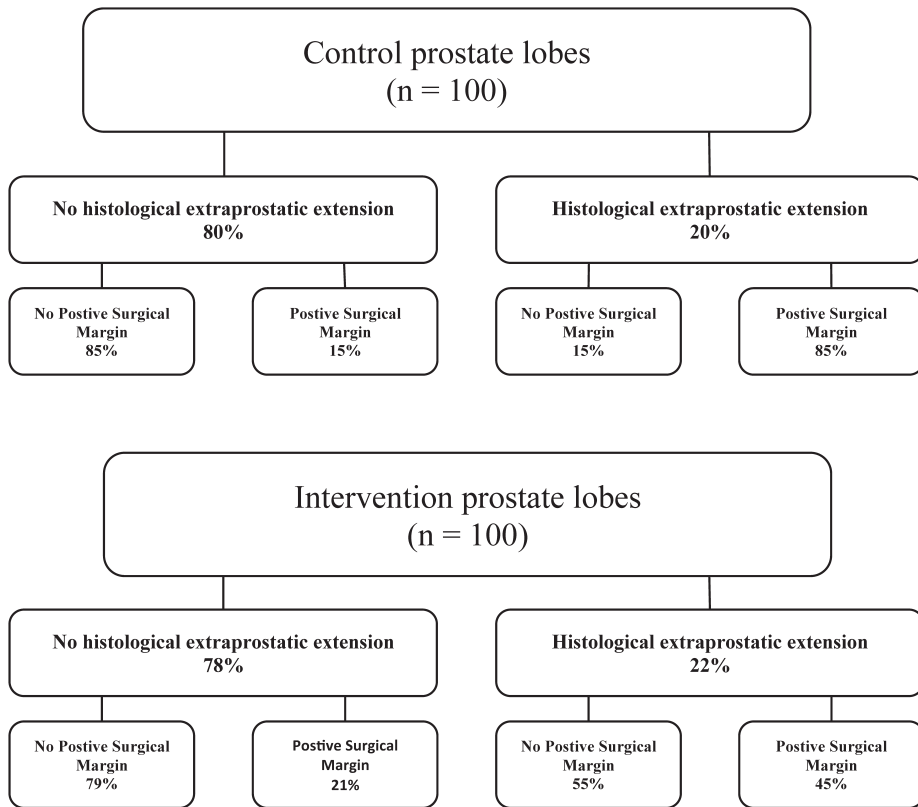 Control prostate lobes
(n = 100)
No histological extraprostatic extension
80%
Histological extraprostatic extension
20%
No Postive Surgical
Margin
85%
Postive Surgical
Margin
15%
No Postive Surgical
Margin
15%
Postive Surgical
Margin
85%
Intervention prostate lobes
(n = 100)
No histological extraprostatic extension
78%
Histological extraprostatic extension
22%
No Postive Surgical
Margin
79%
Postive Surgical
Margin
21%
No Postive Surgical
Margin
55%
Postive Surgical
Margin
45%